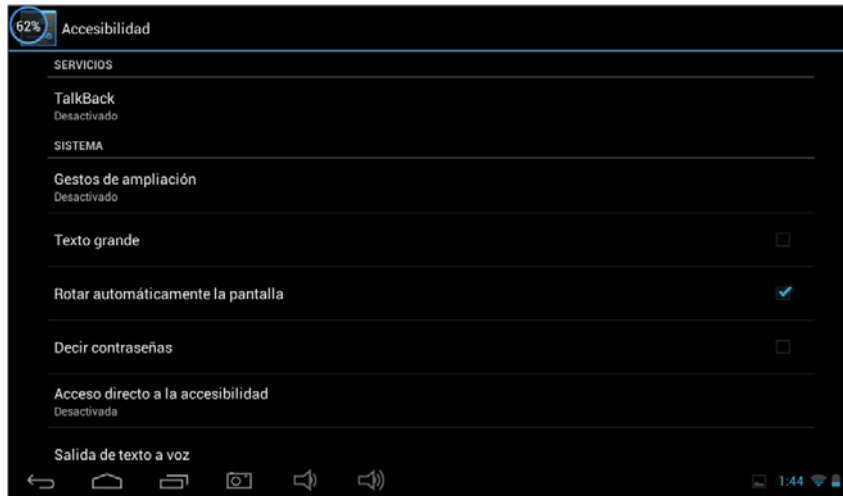 62%
Accesibilidad
SERVICIOS
TalkBack
Desactivado
SISTEMA
Gestos de ampliación
Desactivado
Texto grande
Rotar automáticamente la pantalla
Decir contraseñas
Acceso directo a la accesibilidad
Desactivada
Salida de texto a voz
1:44